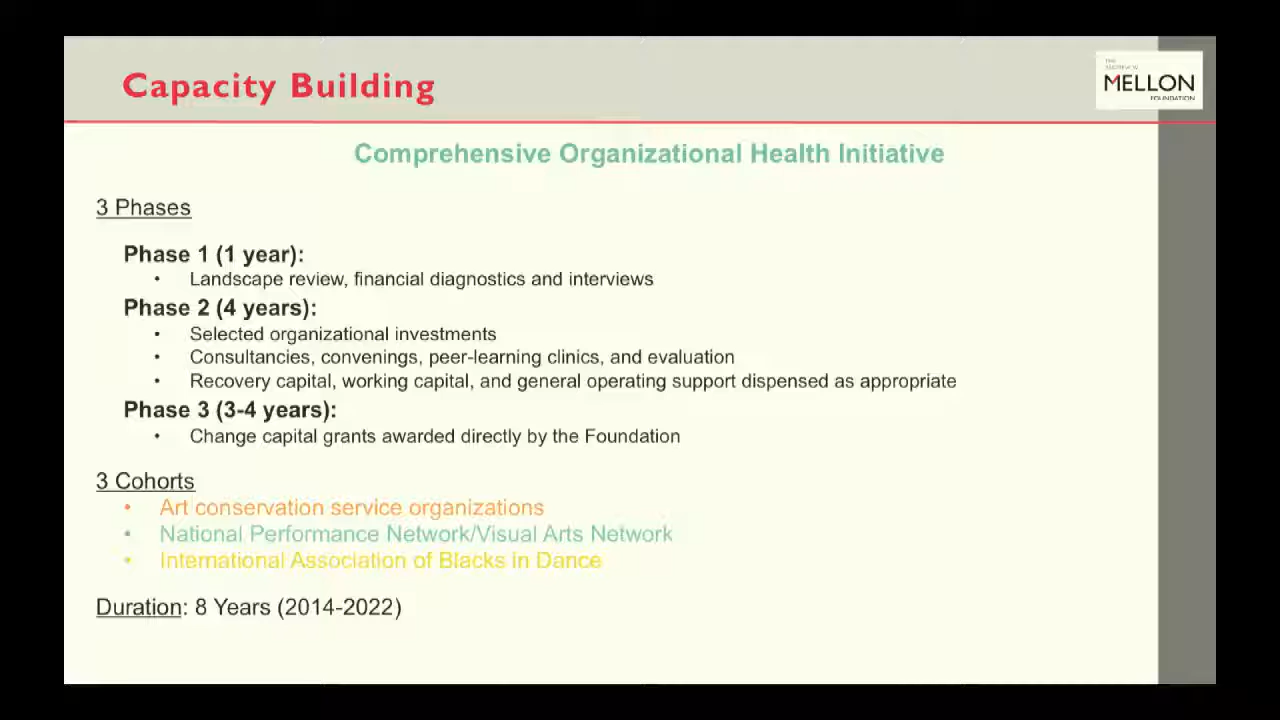 Capacity Building
THE
MELLON
FOUNDATION
Comprehensive Organizational Health Initiative
3 Phases
Phase 1 (1 year):
• Landscape review, financial diagnostics and interviews
Phase 2 (4 years):
• Selected organizational investments
• Consultancies, convenings, peer-learning clinics, and evaluation
• Recovery capital, working capital, and general operating support dispensed as appropriate
Phase 3 (3-4 years):
• Change capital grants awarded directly by the Foundation
3 Cohorts
• Art conservation service organizations
• National Performance Network/Visual Arts Network
• International Association of Blacks in Dance
Duration: 8 Years (2014-2022)